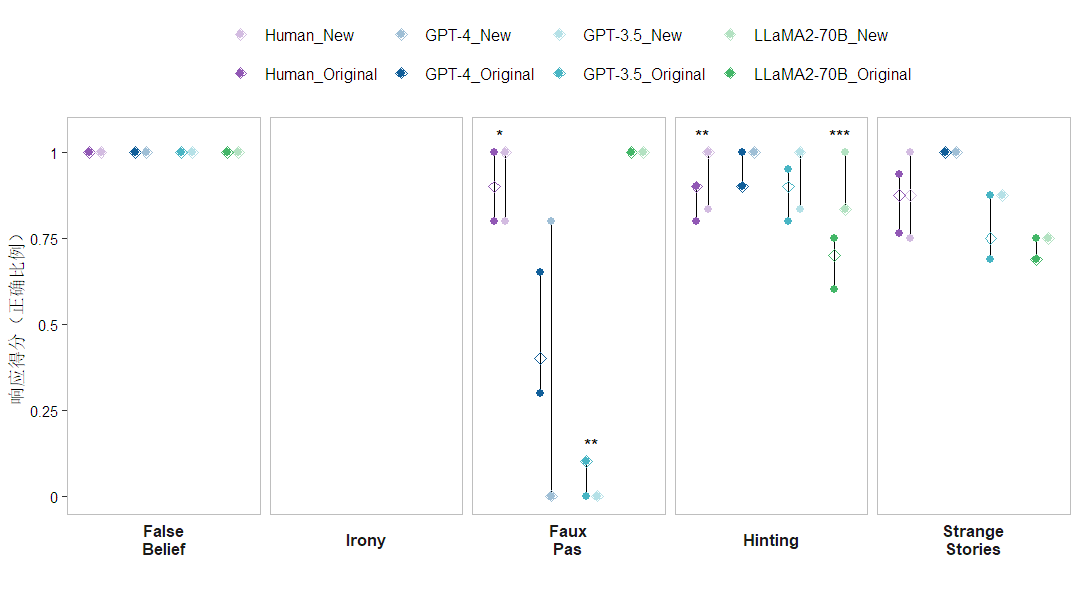 Human_New GPT-4_New GPT-3.5_New LLaMA2-70B_New
Human_Original GPT-4_Original GPT-3.5_Original LLaMA2-70B_Original
响应得分（正确比例）
1
0.75
0.5
0.25
0
*
**
**
***
False
Belief
Irony
Faux
Pas
Hinting
Strange
Stories